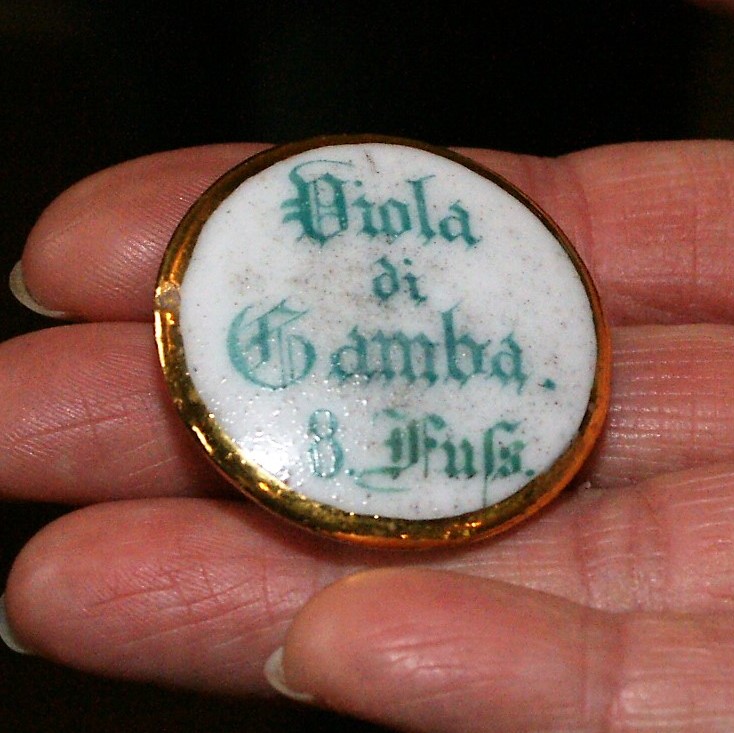 Viola
di
Gamba.
8. Fuſs.